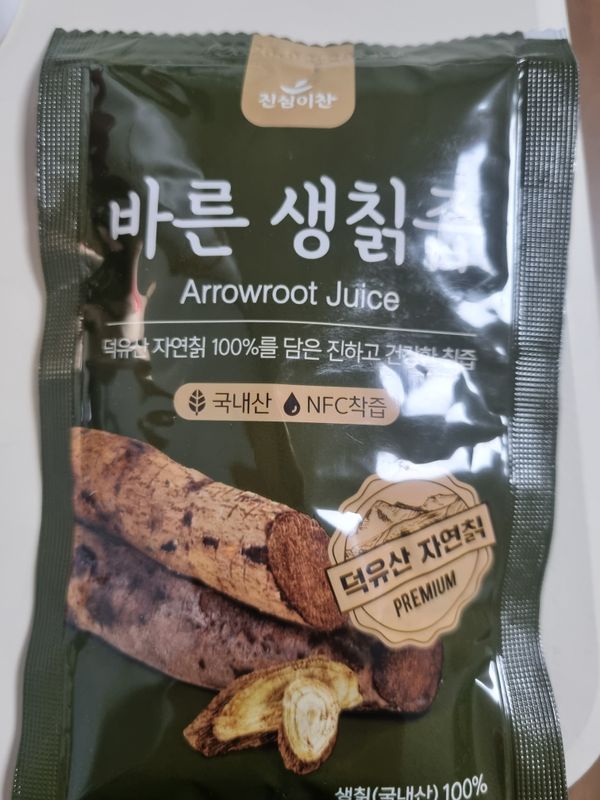 진심이찬
바른 생칡즙
Arrowroot Juice
덕유산 자연칡 100%를 담은 진하고 건강한 칡즙
국내산 NFC착즙
덕유산 자연칡
PREMIUM
생칡(국내산) 100%